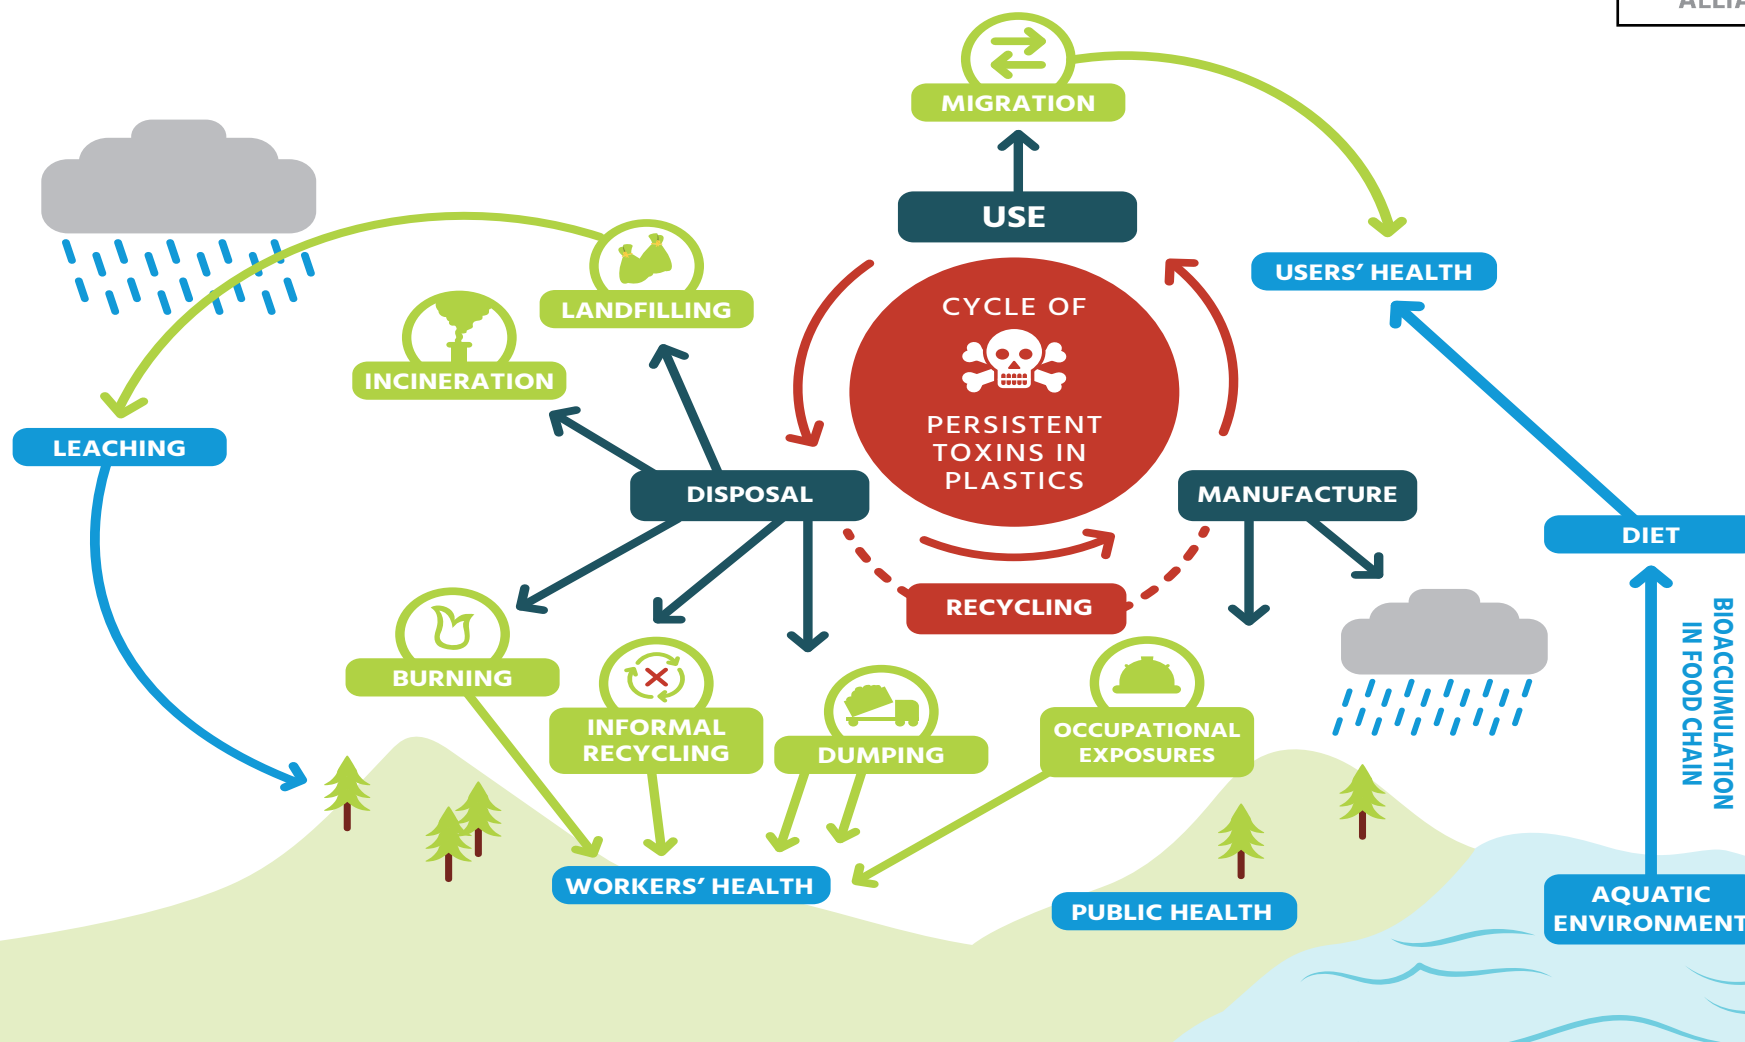 MIGRATION
USE
USERS’ HEALTH
CYCLE OF
PERSISTENT
TOXINS IN
PLASTICS
LANDFILLING
INCINERATION
LEACHING
DISPOSAL
MANUFACTURE
DIET
RECYCLING
BIOACCUMULATION
IN FOOD CHAIN
BURNING
INFORMAL
RECYCLING
DUMPING
OCCUPATIONAL
EXPOSURES
WORKERS’ HEALTH
PUBLIC HEALTH
AQUATIC
ENVIRONMENT